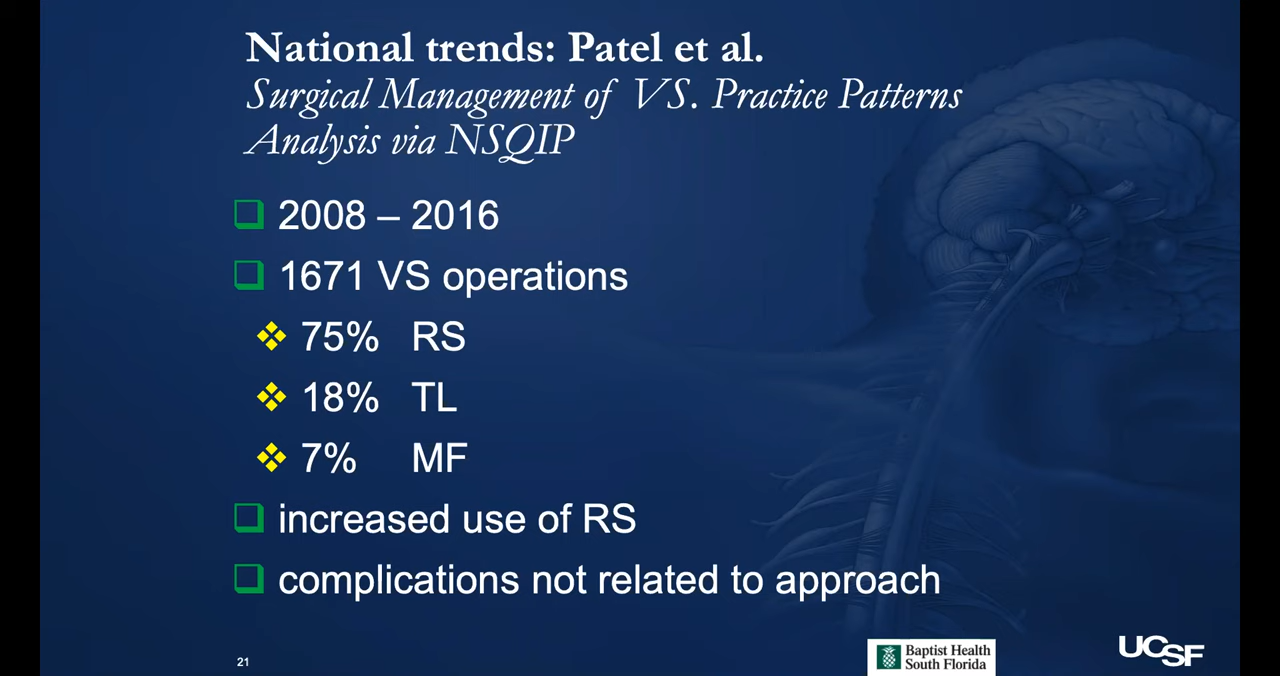 National trends: Patel et al.
Surgical Management of VS. Practice Patterns
Analysis via NSQIP
2008 – 2016
1671 VS operations
75% RS
18% TL
7% MF
increased use of RS
complications not related to approach
21
Baptist Health
South Florida
UCSF